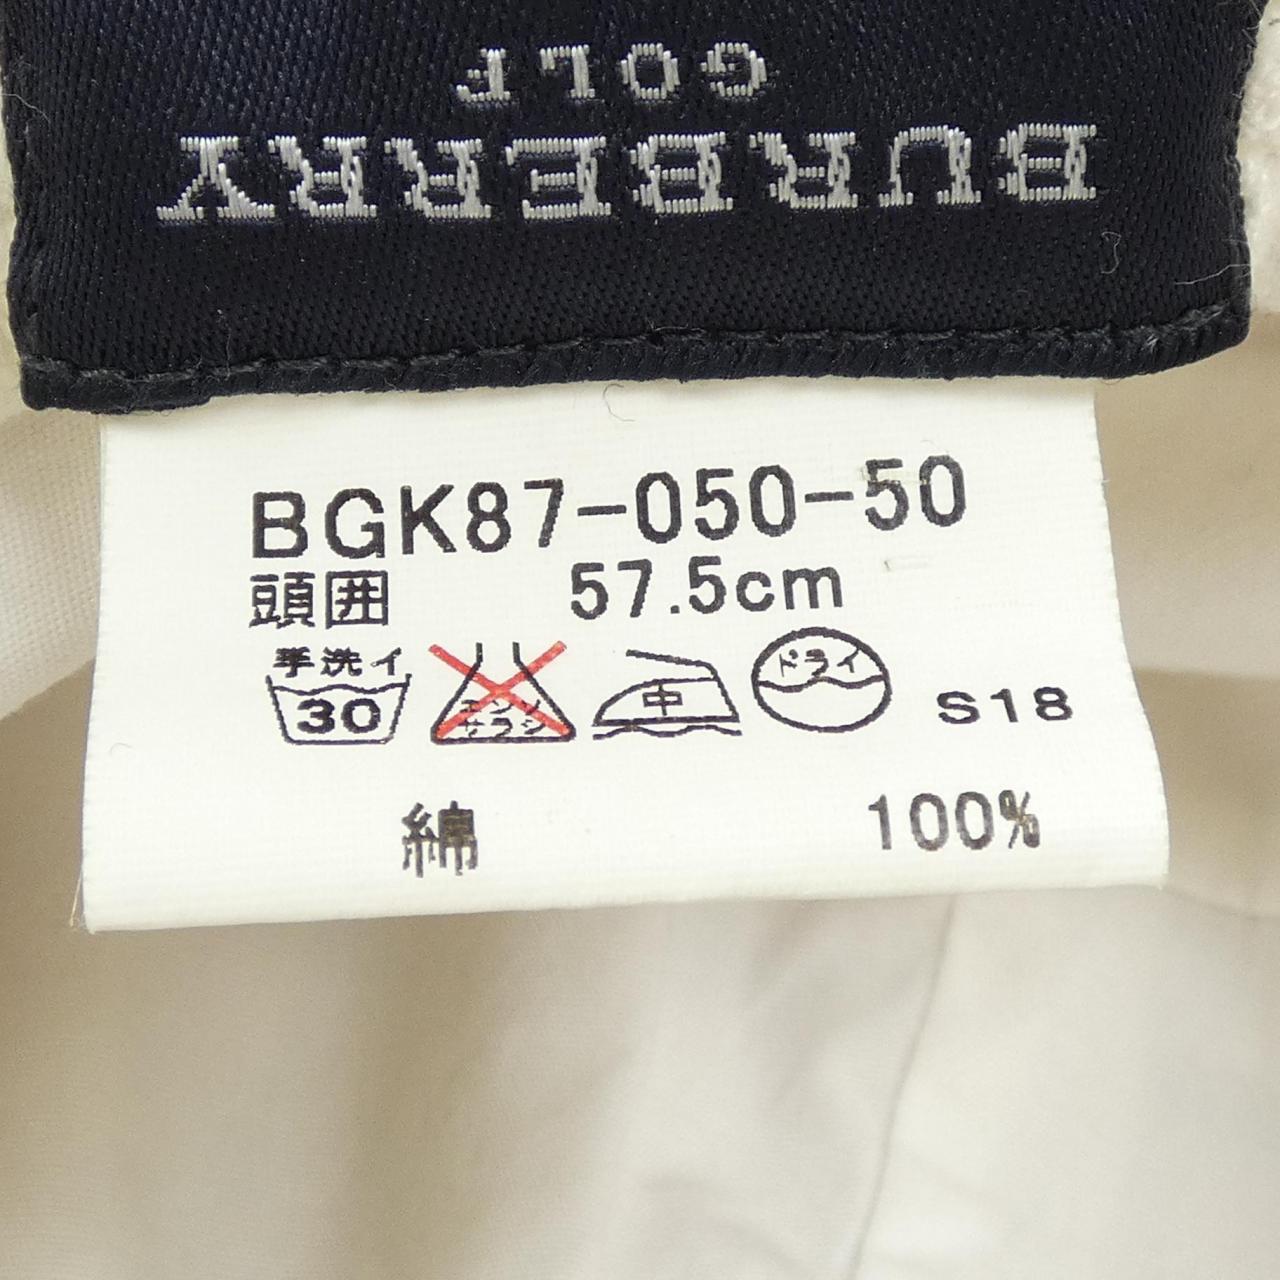 BURBERRY
GOLF
BGK87-050-50
頭囲 57.5cm
手洗イ
30
エンソ
サラシ
中
ドライ
S18
綿 100%